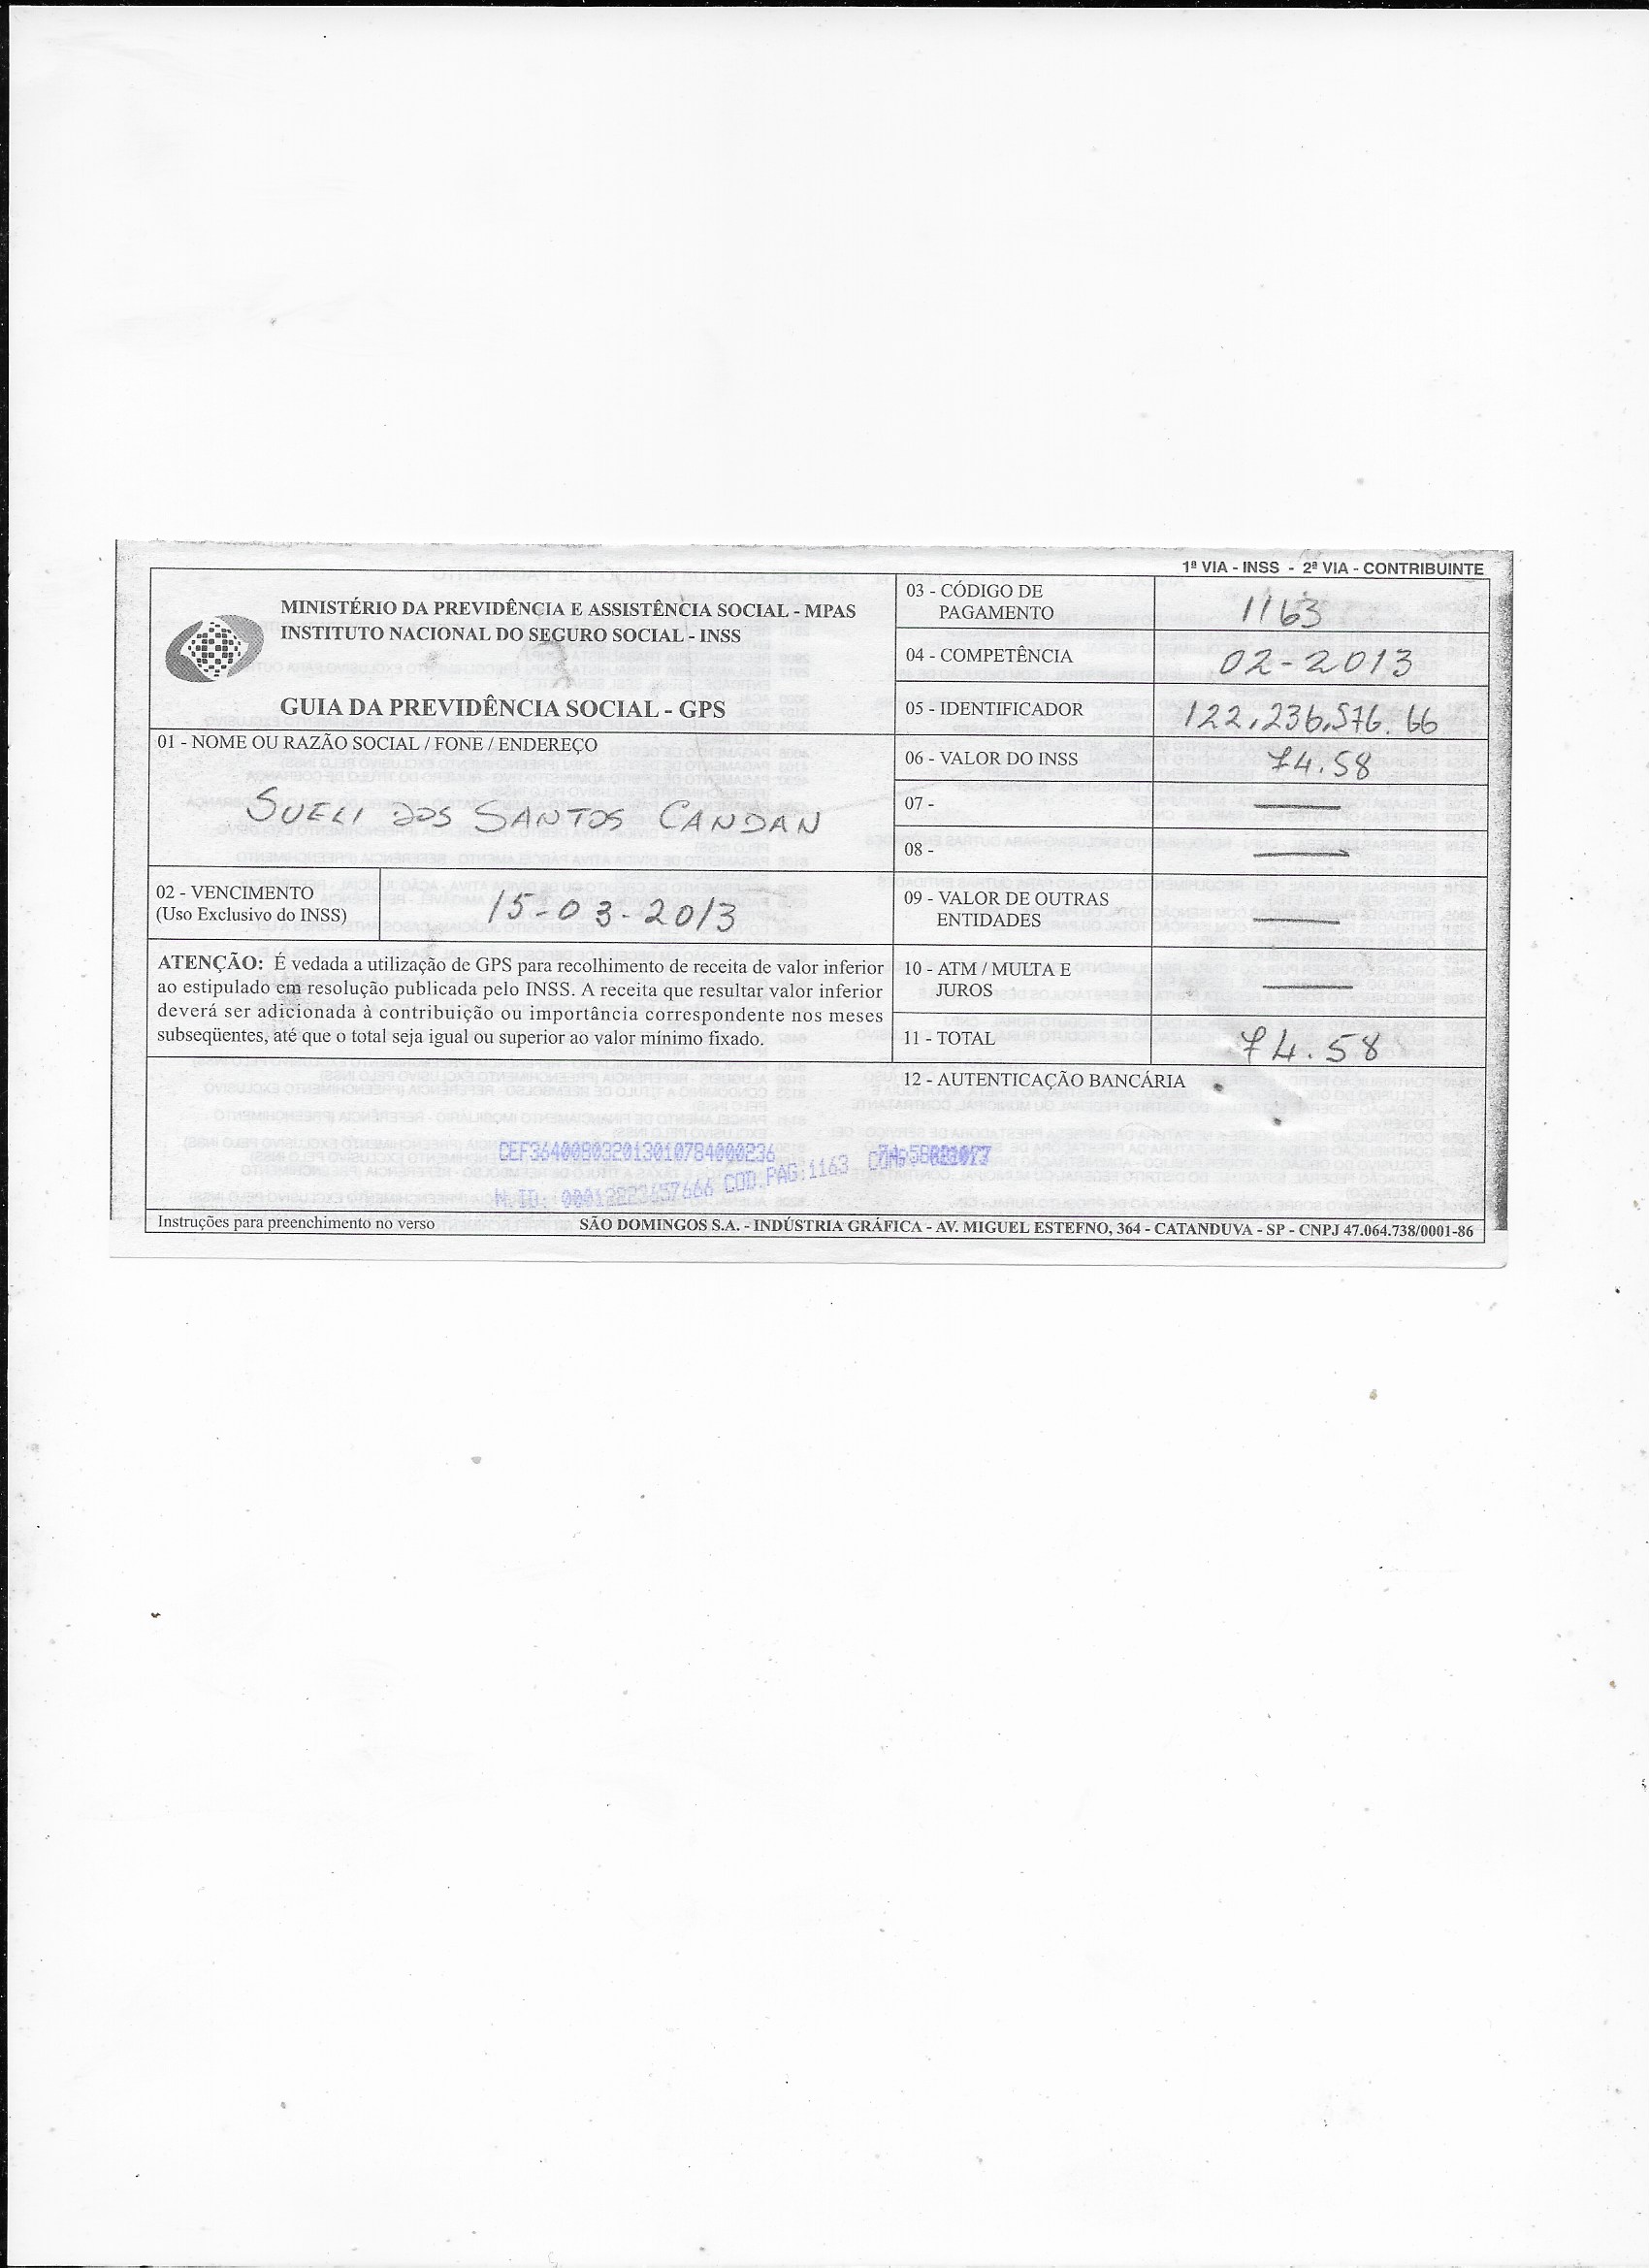 1ª VIA - INSS - 2ª VIA - CONTRIBUINTE
MINISTÉRIO DA PREVIDÊNCIA E ASSISTÊNCIA SOCIAL - MPAS
INSTITUTO NACIONAL DO SEGURO SOCIAL - INSS
GUIA DA PREVIDÊNCIA SOCIAL - GPS
01 - NOME OU RAZÃO SOCIAL / FONE / ENDEREÇO
SUELI DOS SANTOS CANDAN
02 - VENCIMENTO
(Uso Exclusivo do INSS)
15-03-2013
ATENÇÃO: É vedada a utilização de GPS para recolhimento de receita de valor inferior
ao estipulado em resolução publicada pelo INSS. A receita que resultar valor inferior
deverá ser adicionada à contribuição ou importância correspondente nos meses
subseqüentes, até que o total seja igual ou superior ao valor mínimo fixado.
03 - CÓDIGO DE
PAGAMENTO
1163
04 - COMPETÊNCIA
02-2013
05 - IDENTIFICADOR
122.236.576.66
06 - VALOR DO INSS
74.58
07 -
08 -
09 - VALOR DE OUTRAS
ENTIDADES
10 - ATM / MULTA E
JUROS
11 - TOTAL
74.58
12 - AUTENTICAÇÃO BANCÁRIA
CEF36400803201301078400236
N.ID: 00012223657666 COD.PAG:1163
Instruções para preenchimento no verso
SÃO DOMINGOS S.A. - INDÚSTRIA GRÁFICA - AV. MIGUEL ESTEFNO, 364 - CATANDUVA - SP - CNPJ 47.064.738/0001-86